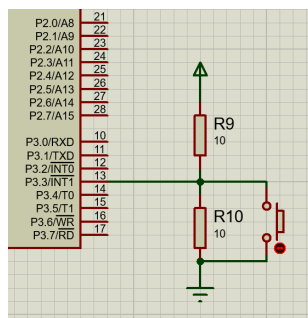 P2.0/A8 21
P2.1/A9 22
P2.2/A10 23
P2.3/A11 24
P2.4/A12 25
P2.5/A13 26
P2.6/A14 27
P2.7/A15 28
P3.0/RXD 10
P3.1/TXD 11
P3.2/INT0 12
P3.3/INT1 13
P3.4/T0 14
P3.5/T1 15
P3.6/WR 16
P3.7/RD 17
R9
10
R10
10